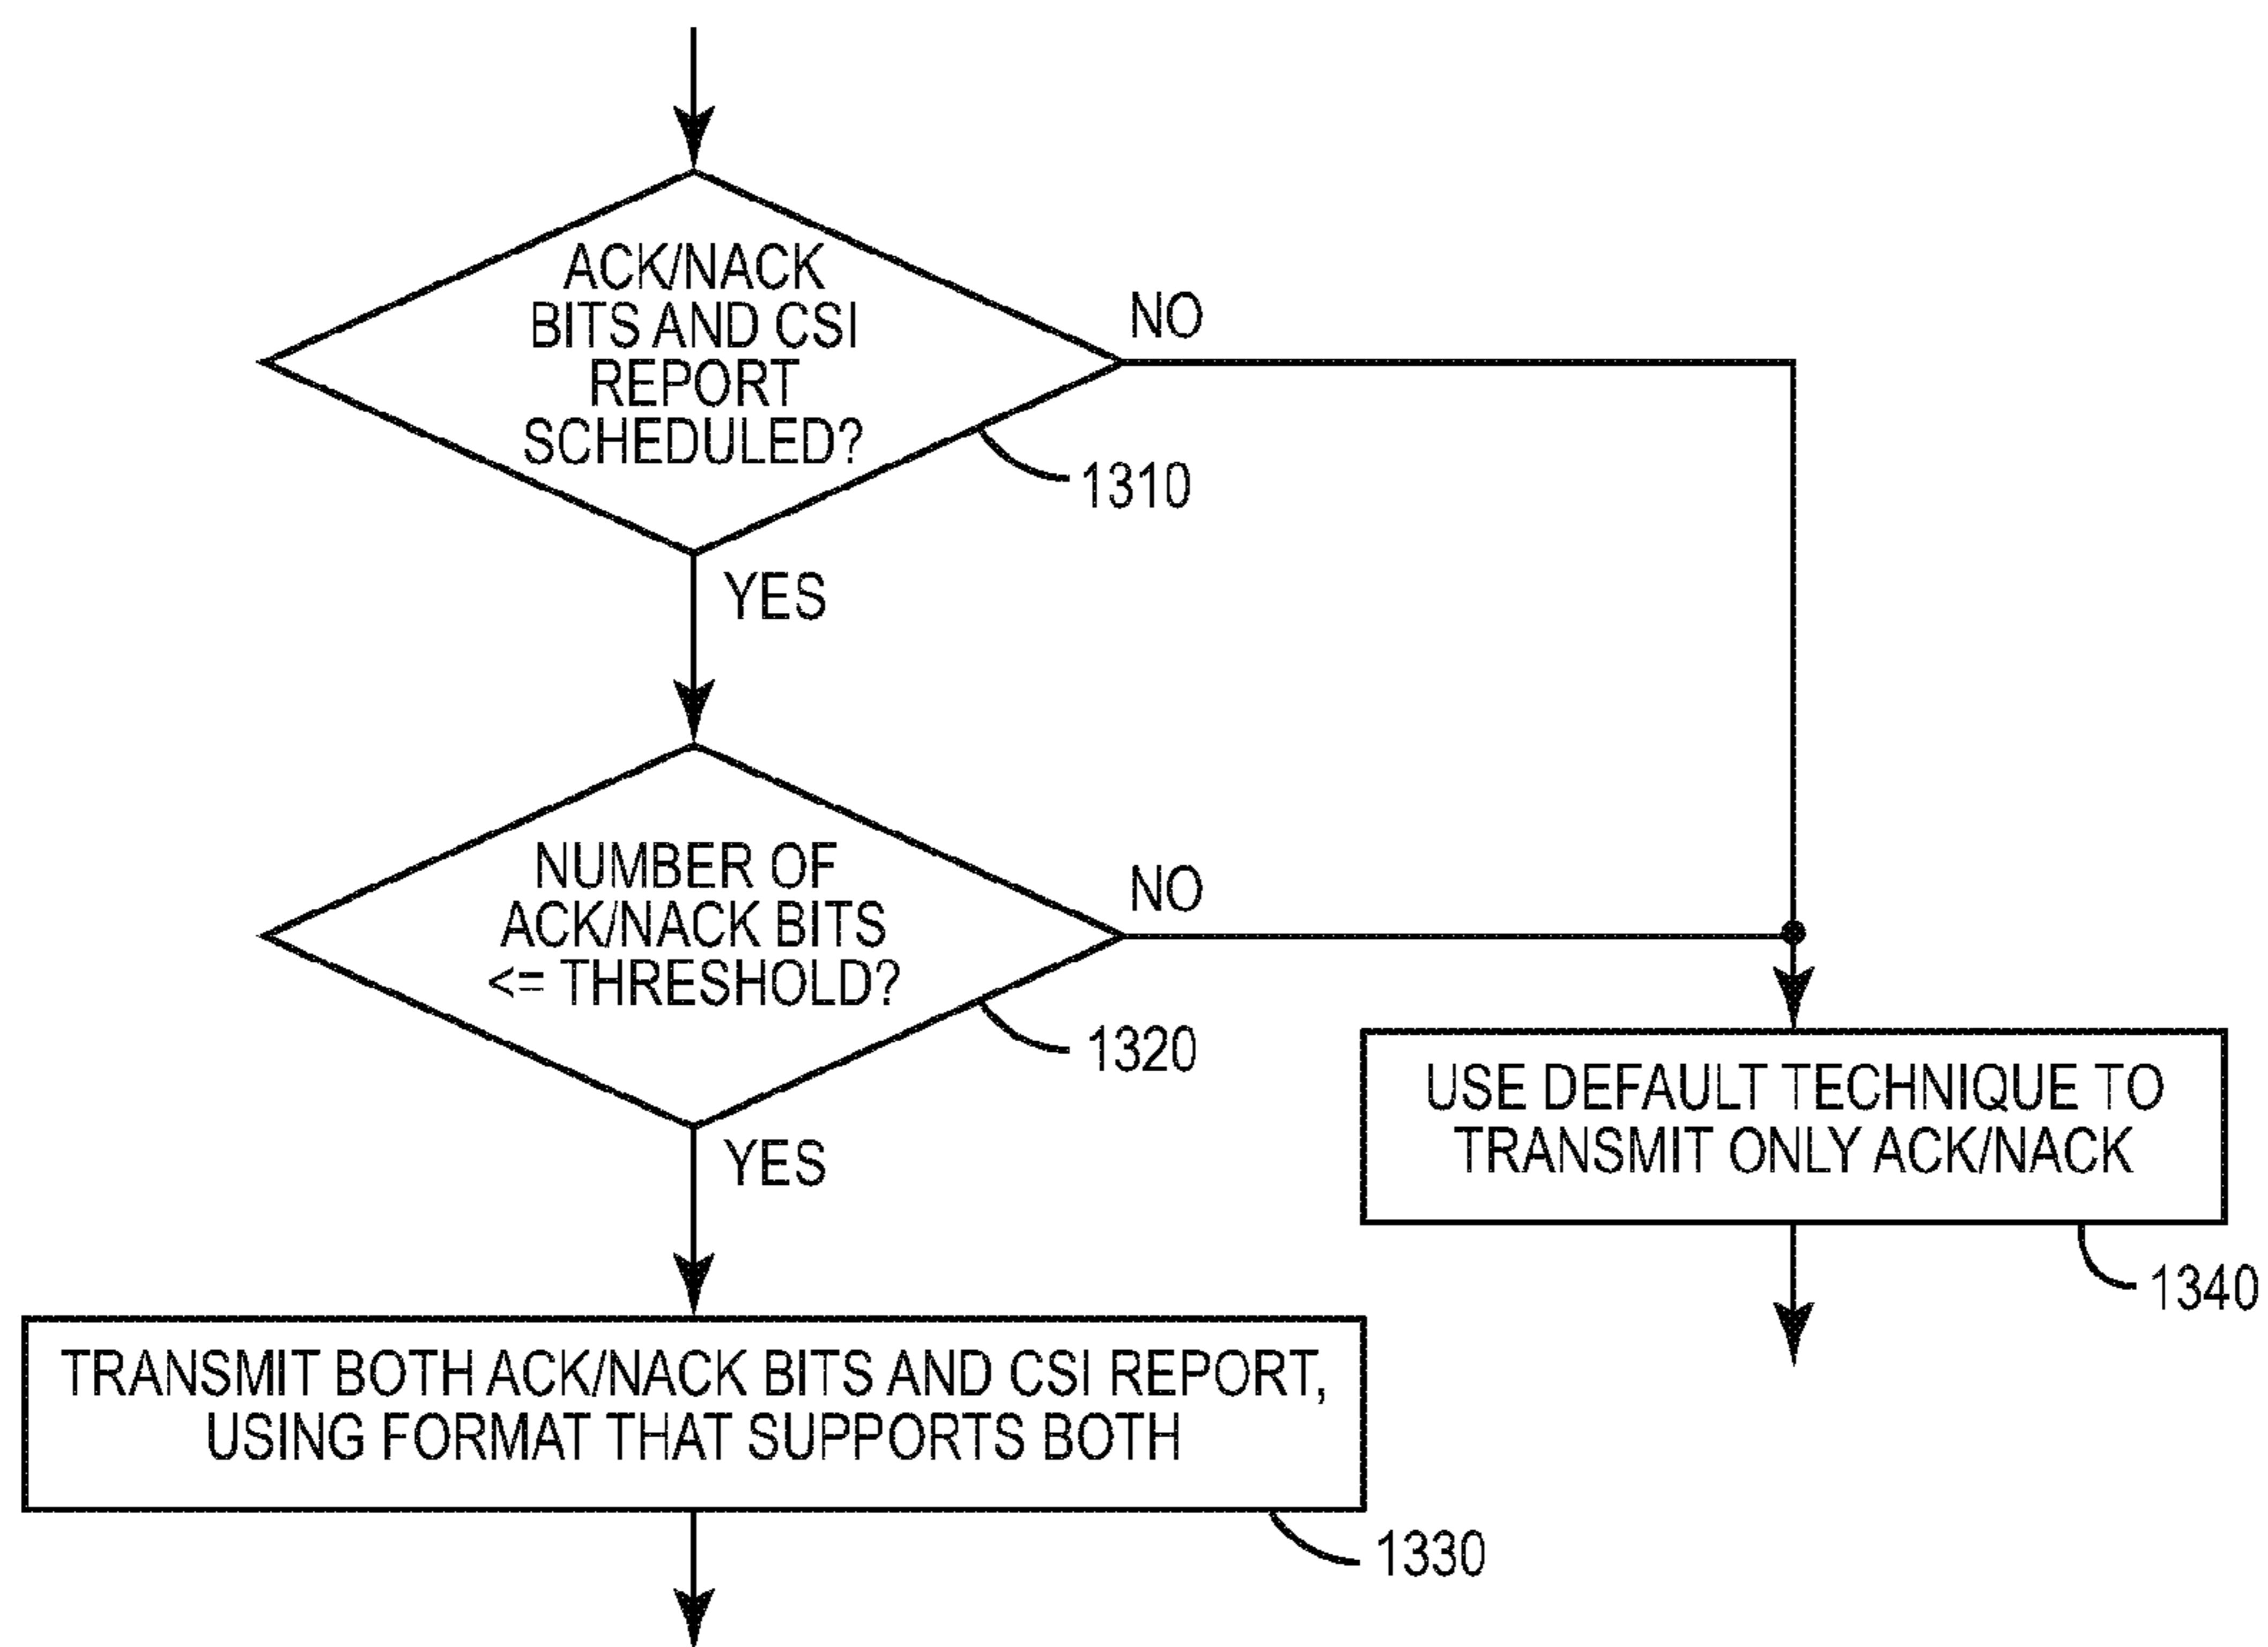 ACK/NACK
BITS AND CSI
REPORT
SCHEDULED?
NO
1310
YES
NUMBER OF
ACK/NACK BITS
<= THRESHOLD?
NO
1320
YES
USE DEFAULT TECHNIQUE TO
TRANSMIT ONLY ACK/NACK
1340
TRANSMIT BOTH ACK/NACK BITS AND CSI REPORT,
USING FORMAT THAT SUPPORTS BOTH
1330